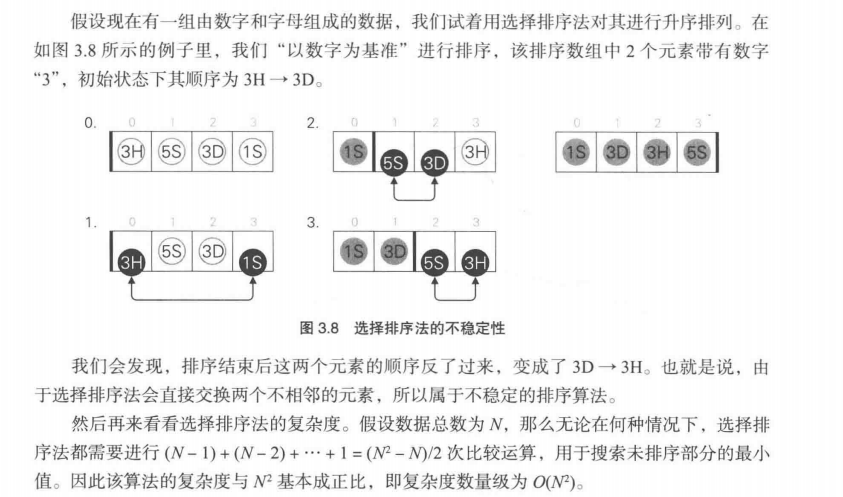 假设现在有一组由数字和字母组成的数据，我们试着用选择排序法对其进行升序排列。在
如图 3.8 所示的例子里，我们“以数字为基准”进行排序，该排序数组中 2 个元素带有数字
“3”，初始状态下其顺序为 3H → 3D。
0. 0 1 2 3
3H 5S 3D 1S
2. 0 1 2 3
1S 5S 3D 3H
0 1 2 3
1S 3D 3H 5S
1. 0 1 2 3
3H 5S 3D 1S
3. 0 1 2 3
1S 3D 5S 3H
图 3.8 选择排序法的不稳定性
我们会发现，排序结束后这两个元素的顺序反了过来，变成了 3D → 3H。也就是说，由
于选择排序法会直接交换两个不相邻的元素，所以属于不稳定的排序算法。
然后再来看看选择排序法的复杂度。假设数据总数为 N，那么无论在何种情况下，选择排
序法都需要进行 (N − 1) + (N − 2) + ⋯ + 1 = (N² − N)/2 次比较运算，用于搜索未排序部分的最小
值。因此该算法的复杂度与 N² 基本成正比，即复杂度数量级为 O(N²)。